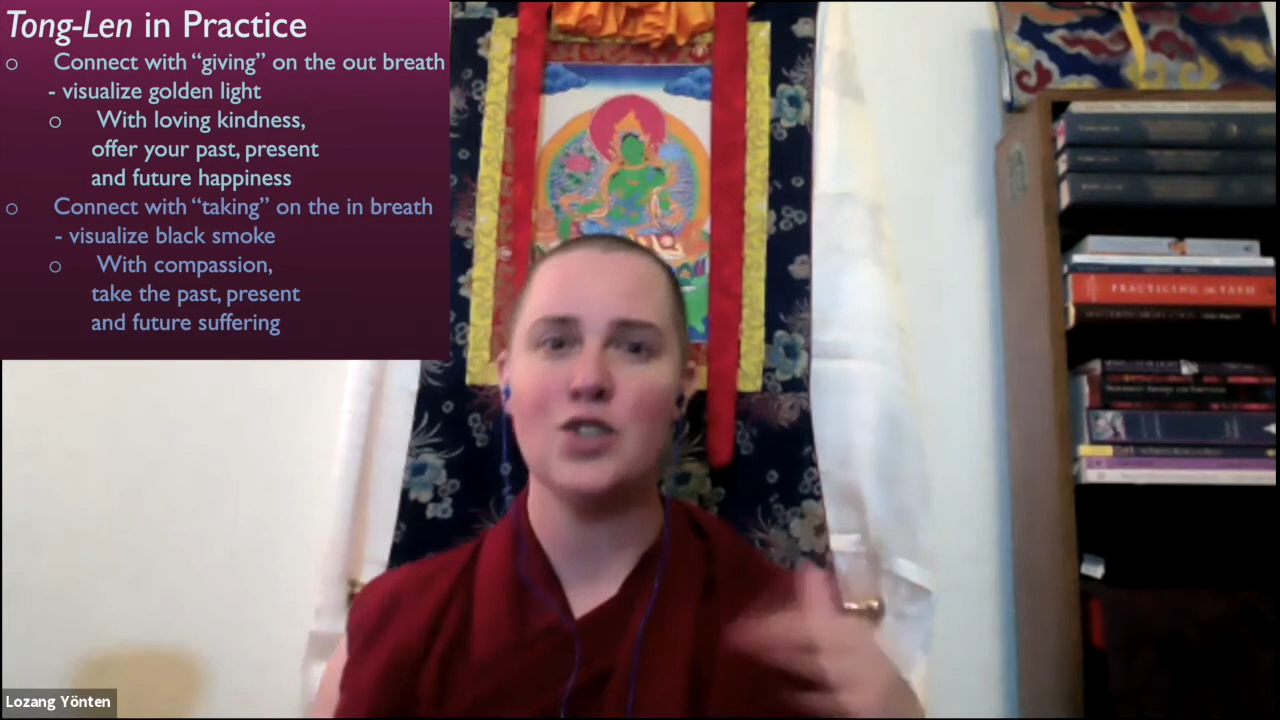 Tong-Len in Practice
o Connect with “giving” on the out breath
- visualize golden light
o With loving kindness,
offer your past, present
and future happiness
o Connect with “taking” on the in breath
- visualize black smoke
o With compassion,
take the past, present
and future suffering
PRACTICING THE PATH
Lozang Yönten